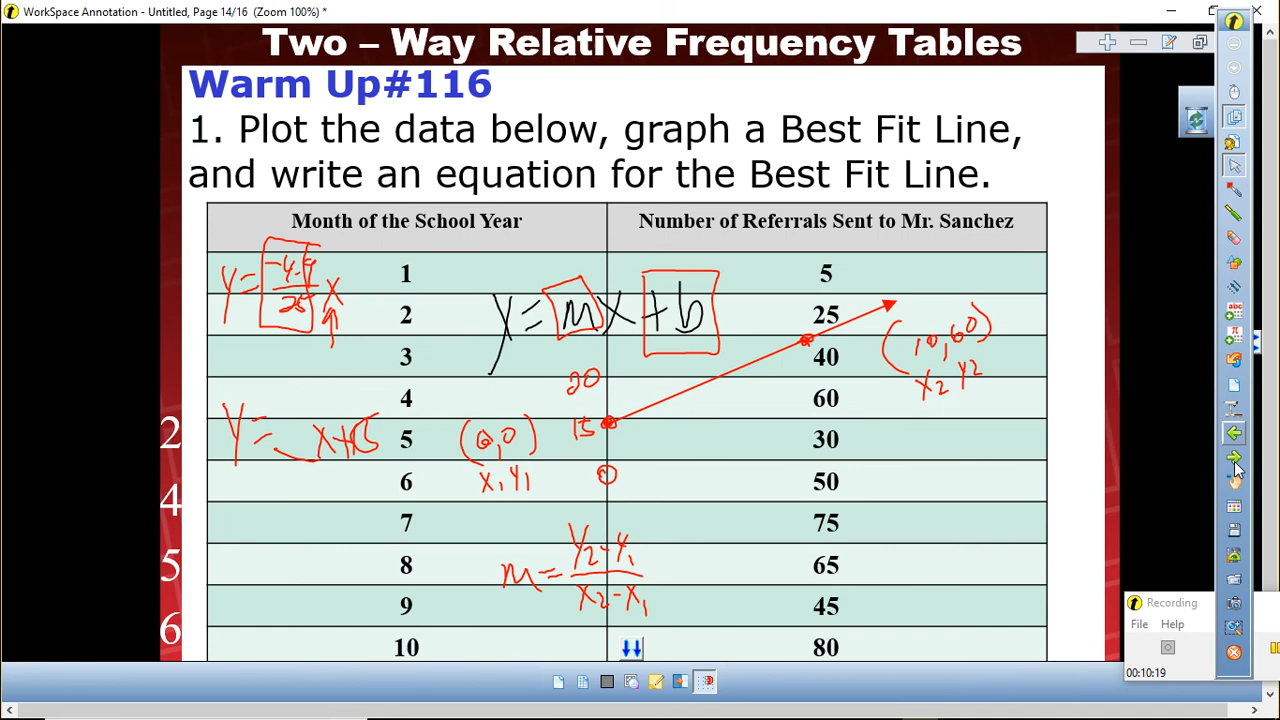 WorkSpace Annotation - Untitled, Page 14/16 (Zoom 100%) *
Two – Way Relative Frequency Tables
Warm Up#116
1. Plot the data below, graph a Best Fit Line,
and write an equation for the Best Fit Line.
Month of the School Year Number of Referrals Sent to Mr. Sanchez
1 5
2 25
3 40
4 60
5 30
6 50
7 75
8 65
9 45
10 80
y = mx + b
20
15
(0,0)
x1 y1
(10,60)
x2 y2
m = y2 - y1
x2 - x1
2
4
5
6
abc
π
Recording
File Help
00:10:19